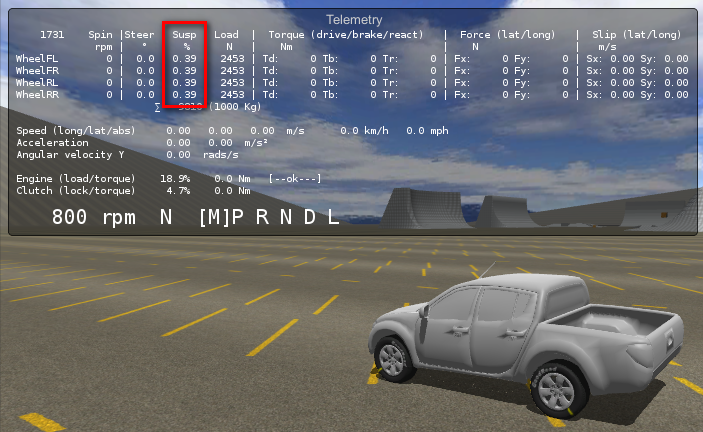 Telemetry
1731 Spin |Steer Susp Load | Torque (drive/brake/react) | Force (lat/long) | Slip (lat/long)
rpm | ° % N | Nm | N | m/s
WheelFL 0 | 0.0 0.39 2453 | Td: 0 Tb: 0 Tr: 0 | Fx: 0 Fy: 0 | Sx: 0.00 Sy: 0.00
WheelFR 0 | 0.0 0.39 2453 | Td: 0 Tb: 0 Tr: 0 | Fx: 0 Fy: 0 | Sx: 0.00 Sy: 0.00
WheelRL 0 | 0.0 0.39 2453 | Td: 0 Tb: 0 Tr: 0 | Fx: 0 Fy: 0 | Sx: 0.00 Sy: 0.00
WheelRR 0 | 0.0 0.39 2453 | Td: 0 Tb: 0 Tr: 0 | Fx: 0 Fy: 0 | Sx: 0.00 Sy: 0.00
Σ (1000 Kg)
Speed (long/lat/abs) 0.00 0.00 0.00 m/s 0.0 km/h 0.0 mph
Acceleration 0.00 0.00 m/s²
Angular velocity Y 0.00 rads/s
Engine (load/torque) 18.9% 0.0 Nm [--ok---]
Clutch (lock/torque) 4.7% 0.0 Nm
800 rpm N [M]P R N D L